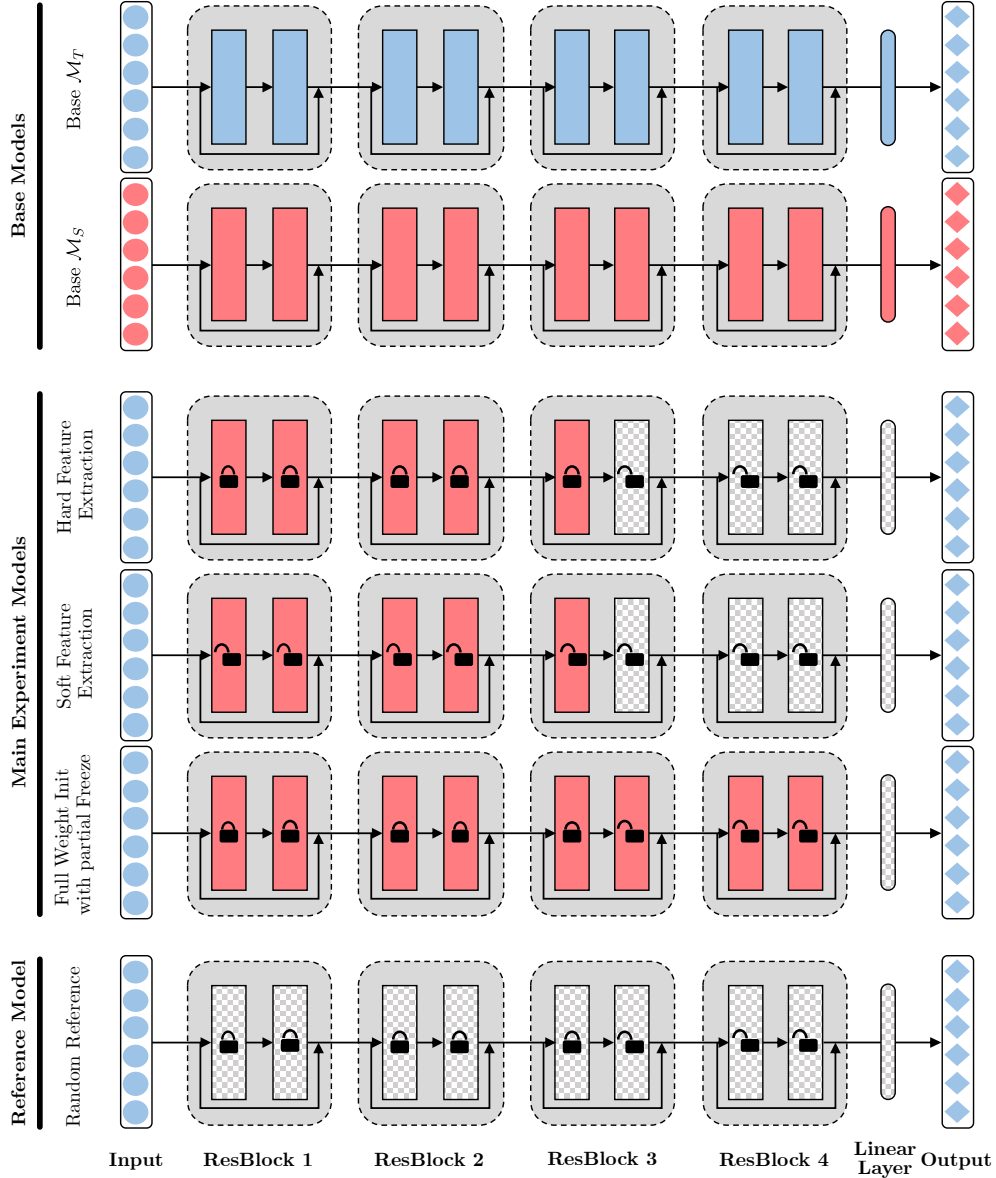 Base Models
Base $\mathcal{M}_T$
Base $\mathcal{M}_S$
Main Experiment Models
Hard Feature
Extraction
Soft Feature
Extraction
Full Weight Init
with partial Freeze
Reference Model
Random Reference
Input
ResBlock 1
ResBlock 2
ResBlock 3
ResBlock 4
Linear
Layer
Output